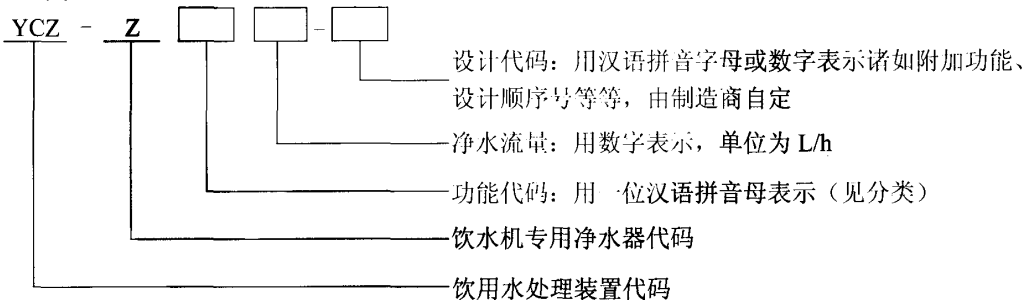 YCZ - Z -
设计代码：用汉语拼音字母或数字表示诸如附加功能、
设计顺序号等等，由制造商自定
净水流量：用数字表示，单位为 L/h
功能代码：用一位汉语拼音母表示（见分类）
饮水机专用净水器代码
饮用水处理装置代码